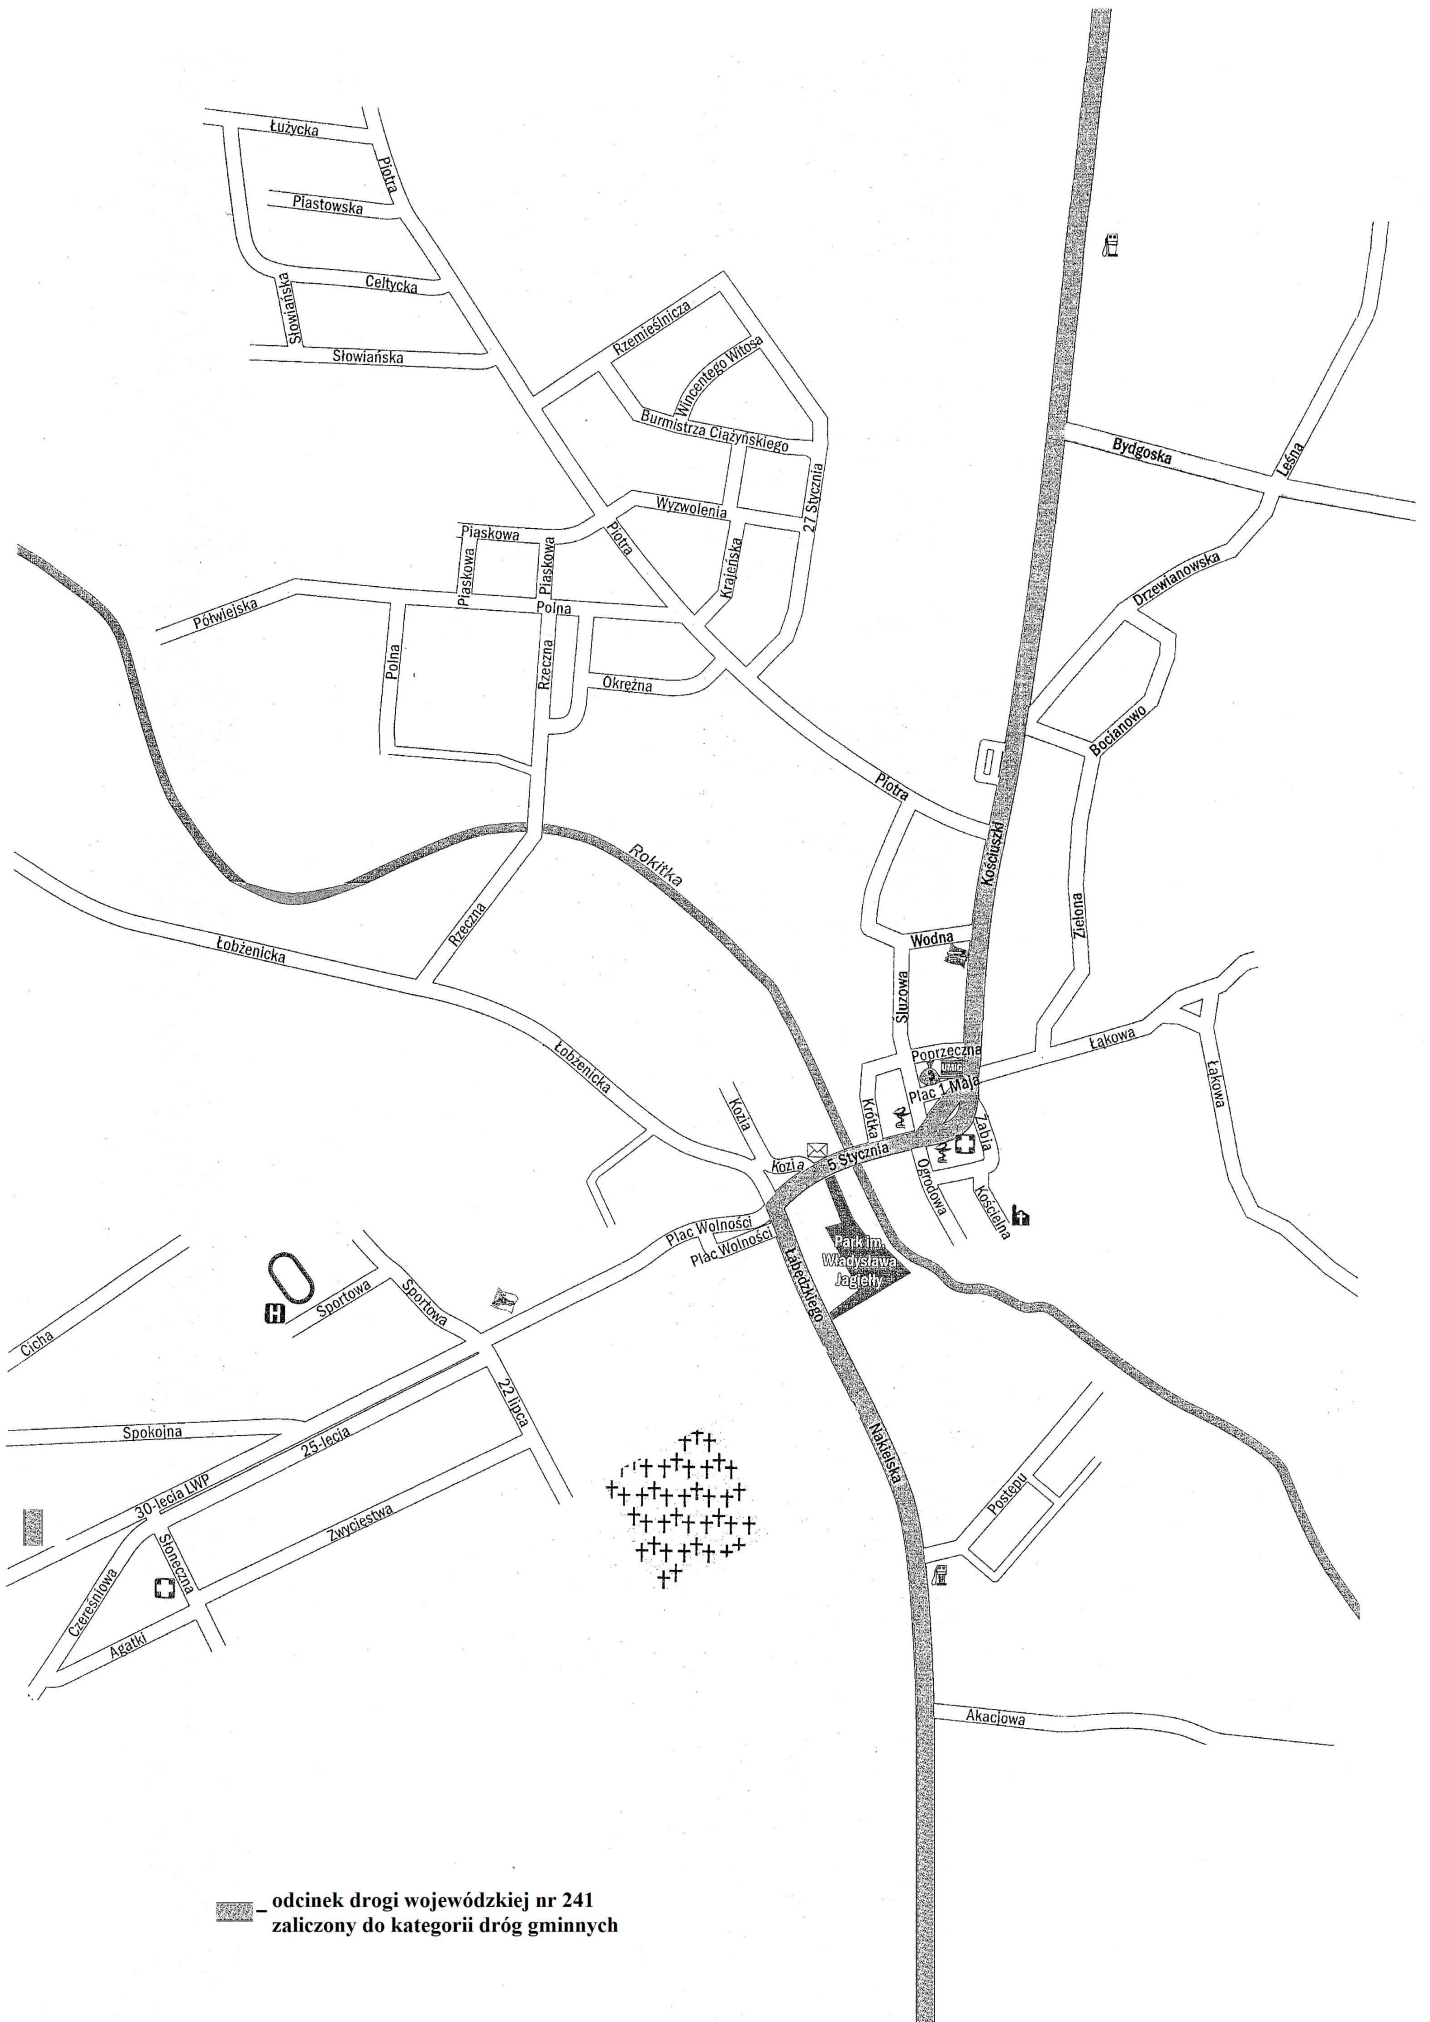 Łużycka
Piotra
Piastowska
Celtycka
Słowiańska
Słowiańska
Rzemieślnicza
Wincentego Witosa
Burmistrza Ciążyńskiego
27 Stycznia
Bydgoska
Leśna
Wyzwolenia
Piaskowa
Piotra
Piaskowa
Piaskowa
Krajeńska
Drzewianowska
Półwiejska
Polna
Polna
Rzeczna
Okrężna
Bocianowo
Piotra
Kościuszki
Rokitka
Rzeczna
Zielona
Wodna
Łobżenicka
Śluzowa
Łąkowa
Poprzeczna
UMIG
Łobżenicka
Łąkowa
Plac 1 Maja
Kozia
Krótka
Żabia
5 Stycznia
Kozia
Ogrodowa
Kościelna
Plac Wolności
Plac Wolności
Park im.
Władysława
Jagiełły
Łabędzkiego
Sportowa
Sportowa
H
Cicha
22 lipca
Spokojna
25-lecia
Nakielska
30-lecia LWP
Postępu
Zwycięstwa
Słoneczna
Czereśniowa
Agatki
Akacjowa
– odcinek drogi wojewódzkiej nr 241
zaliczony do kategorii dróg gminnych